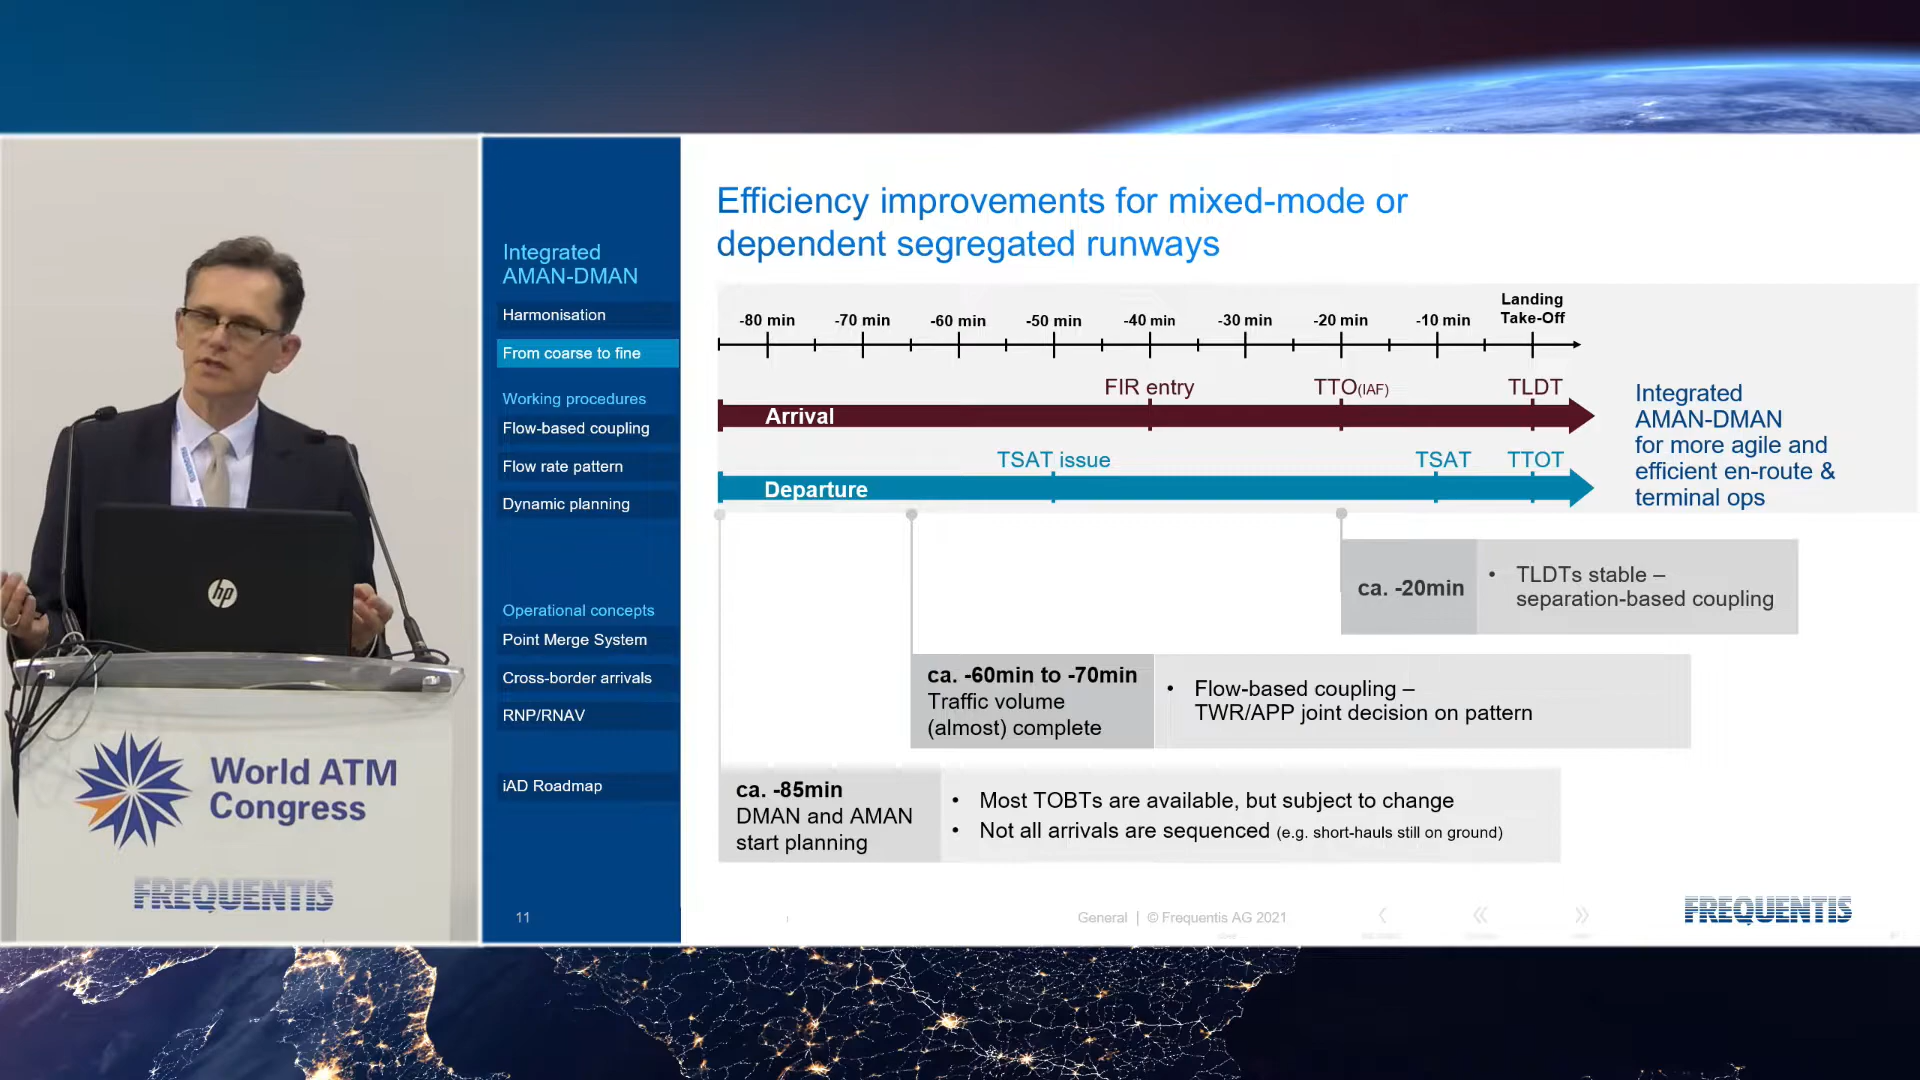 Efficiency improvements for mixed-mode or
dependent segregated runways
Integrated
AMAN-DMAN
Harmonisation
From coarse to fine
Working procedures
Flow-based coupling
Flow rate pattern
Dynamic planning
Operational concepts
Point Merge System
Cross-border arrivals
RNP/RNAV
iAD Roadmap
11
-80 min
-70 min
-60 min
-50 min
-40 min
-30 min
-20 min
-10 min
Landing
Take-Off
FIR entry
TTO(IAF)
TLDT
Arrival
TSAT issue
TSAT
TTOT
Departure
Integrated
AMAN-DMAN
for more agile and
efficient en-route &
terminal ops
ca. -20min
• TLDTs stable –
separation-based coupling
ca. -60min to -70min
Traffic volume
(almost) complete
• Flow-based coupling –
TWR/APP joint decision on pattern
ca. -85min
DMAN and AMAN
start planning
• Most TOBTs are available, but subject to change
• Not all arrivals are sequenced (e.g. short-hauls still on ground)
General | © Frequentis AG 2021
FREQUENTIS
hp
World ATM
Congress
FREQUENTIS
FREQUENTIS